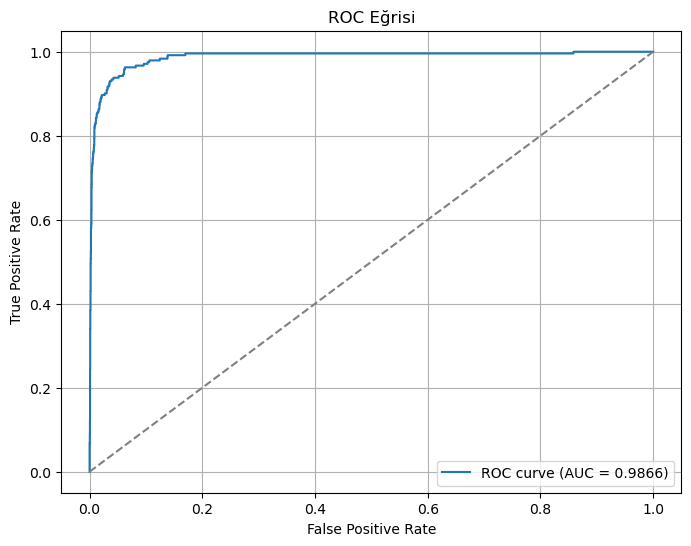 ROC Eğrisi
True Positive Rate
1.0
0.8
0.6
0.4
0.2
0.0
0.0 0.2 0.4 0.6 0.8 1.0
False Positive Rate
ROC curve (AUC = 0.9866)